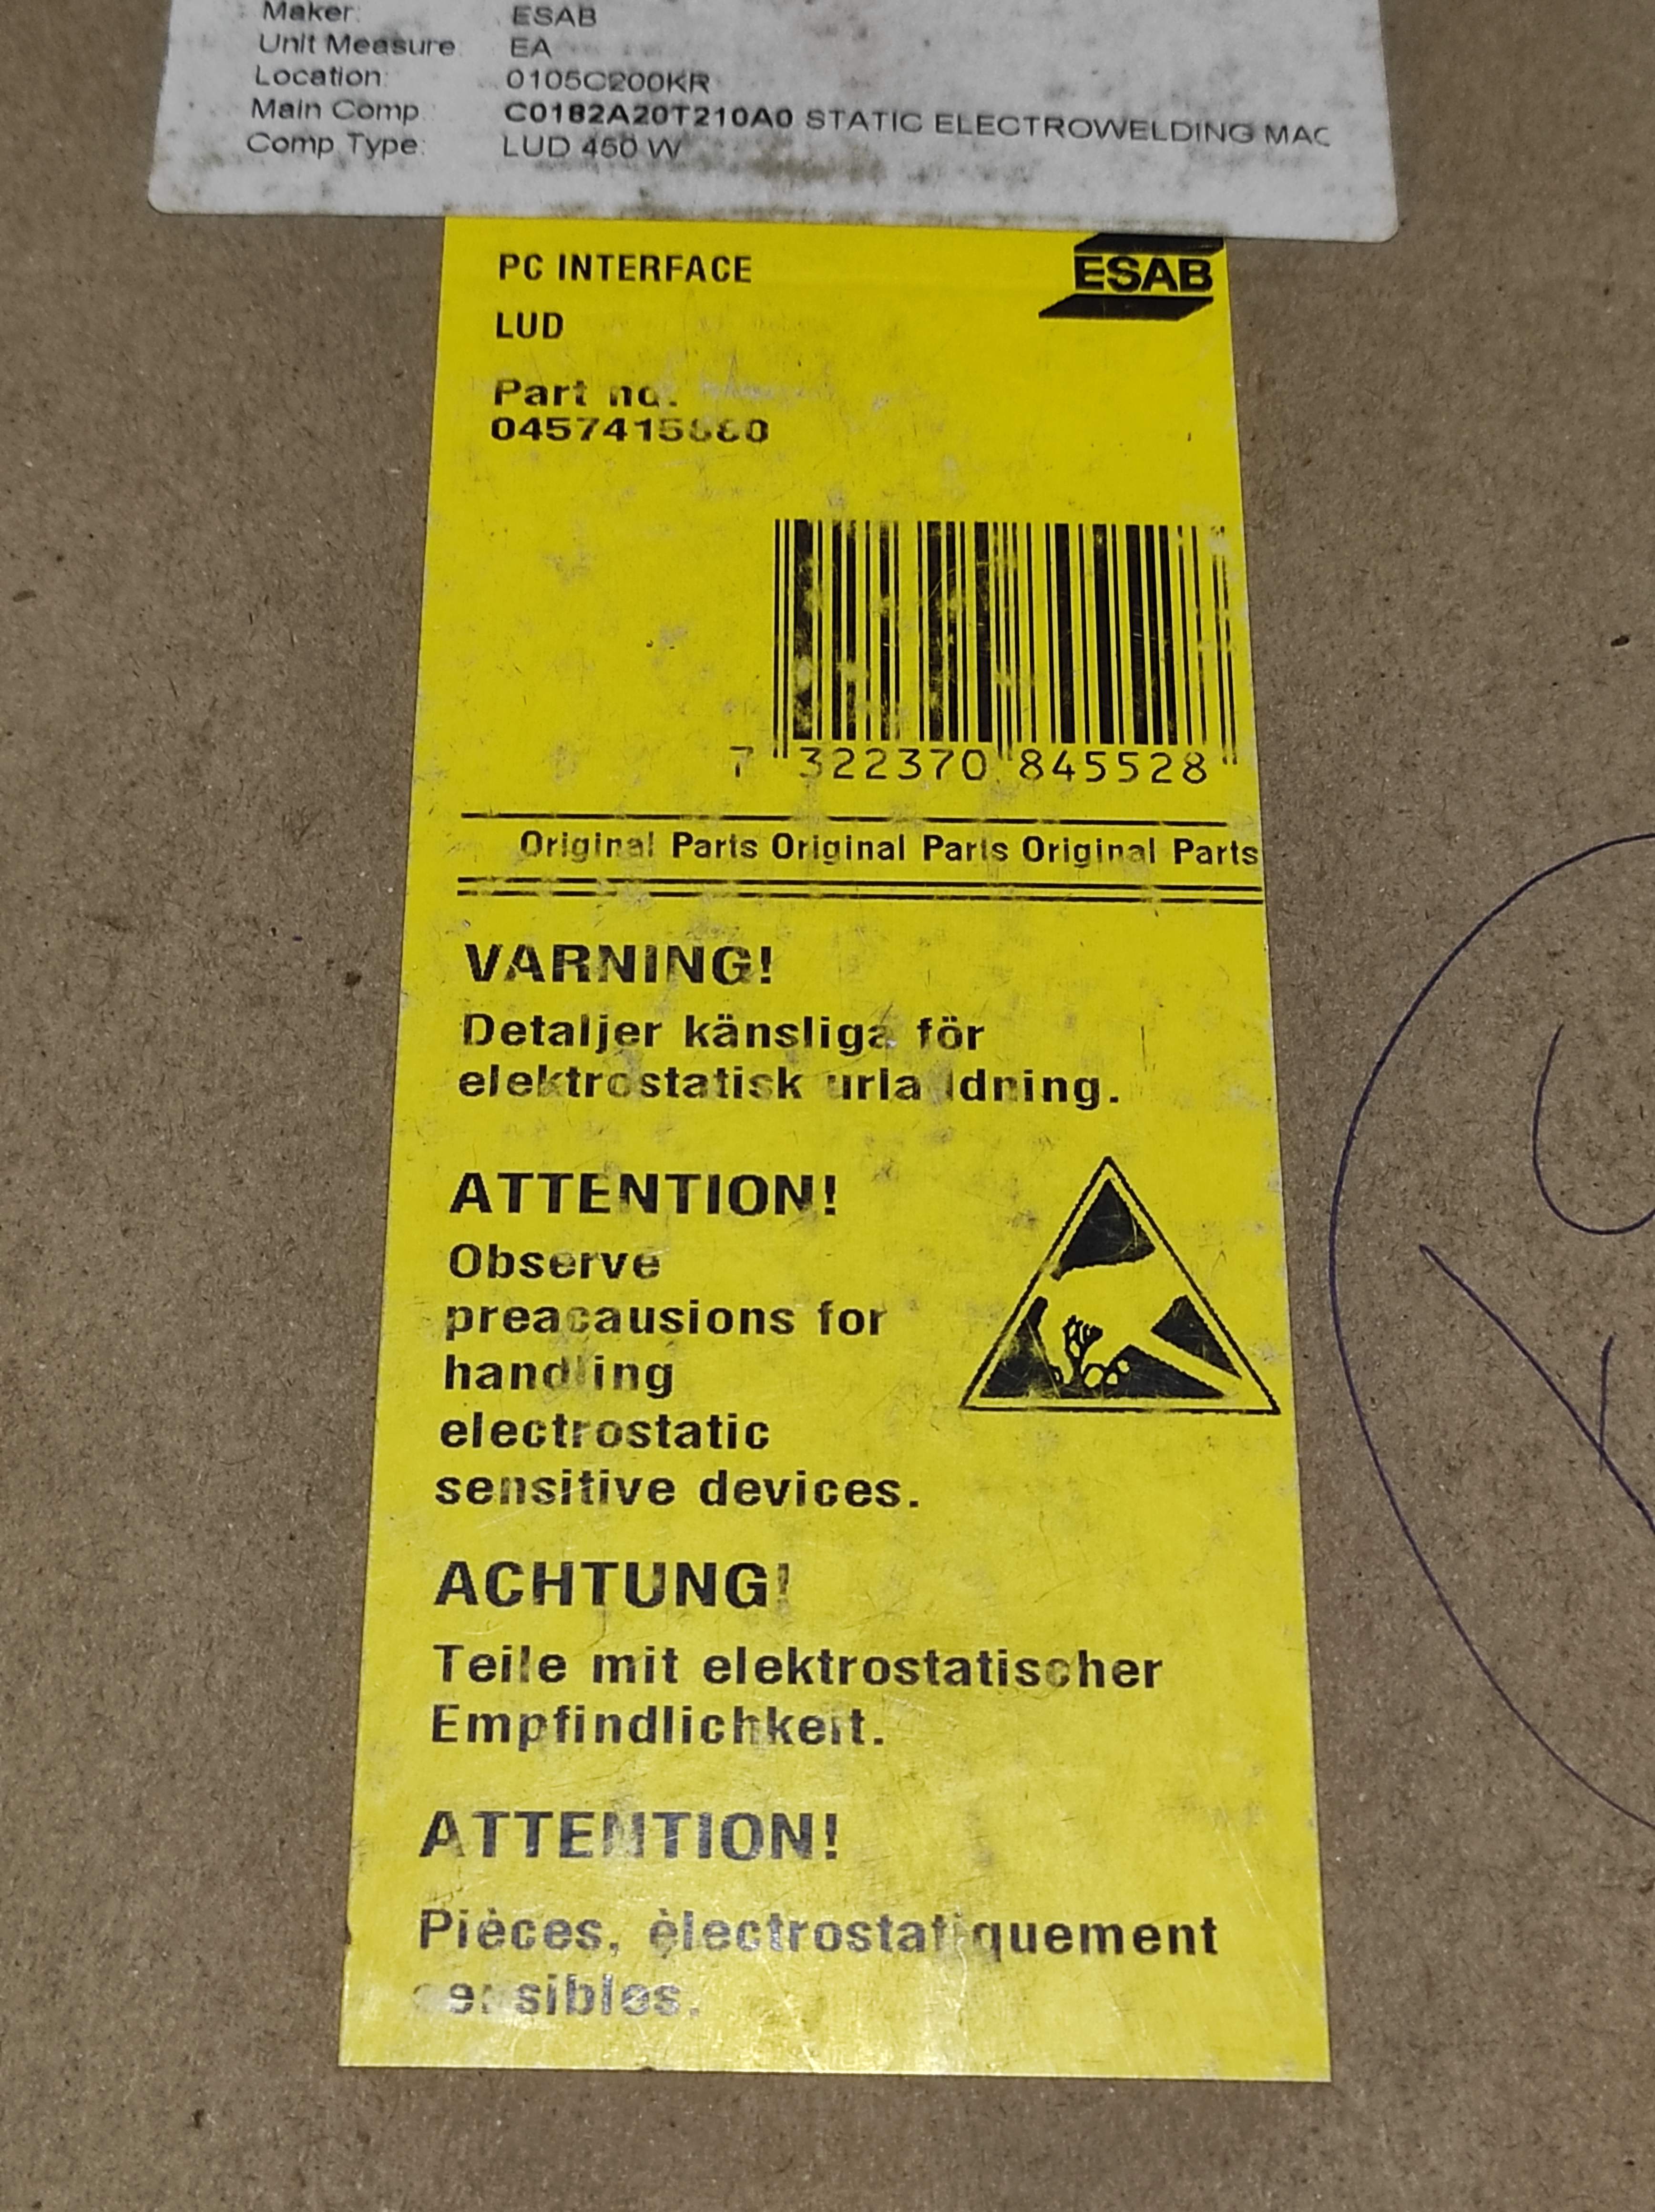 Maker: ESAB
Unit Measure: EA
Location: 0105C200KR
Main Comp C0182A20T210A0 STATIC ELECTROWELDING MAC
Comp Type: LUD 450 W
PC INTERFACE
ESAB
LUD
Part no.
7 322370 845528
Original Parts Original Parts Original Parts
VARNING!
Detaljer känsliga för
elektrostatisk urla ldning.
ATTENTION!
Observe
preacausions for
handling
electrostatic
sensitive devices.
ACHTUNG!
Teile mit elektrostatischer
Empfindlichkeit.
ATTENTION!
Pièces, èlectrostatiquement
sensibles.